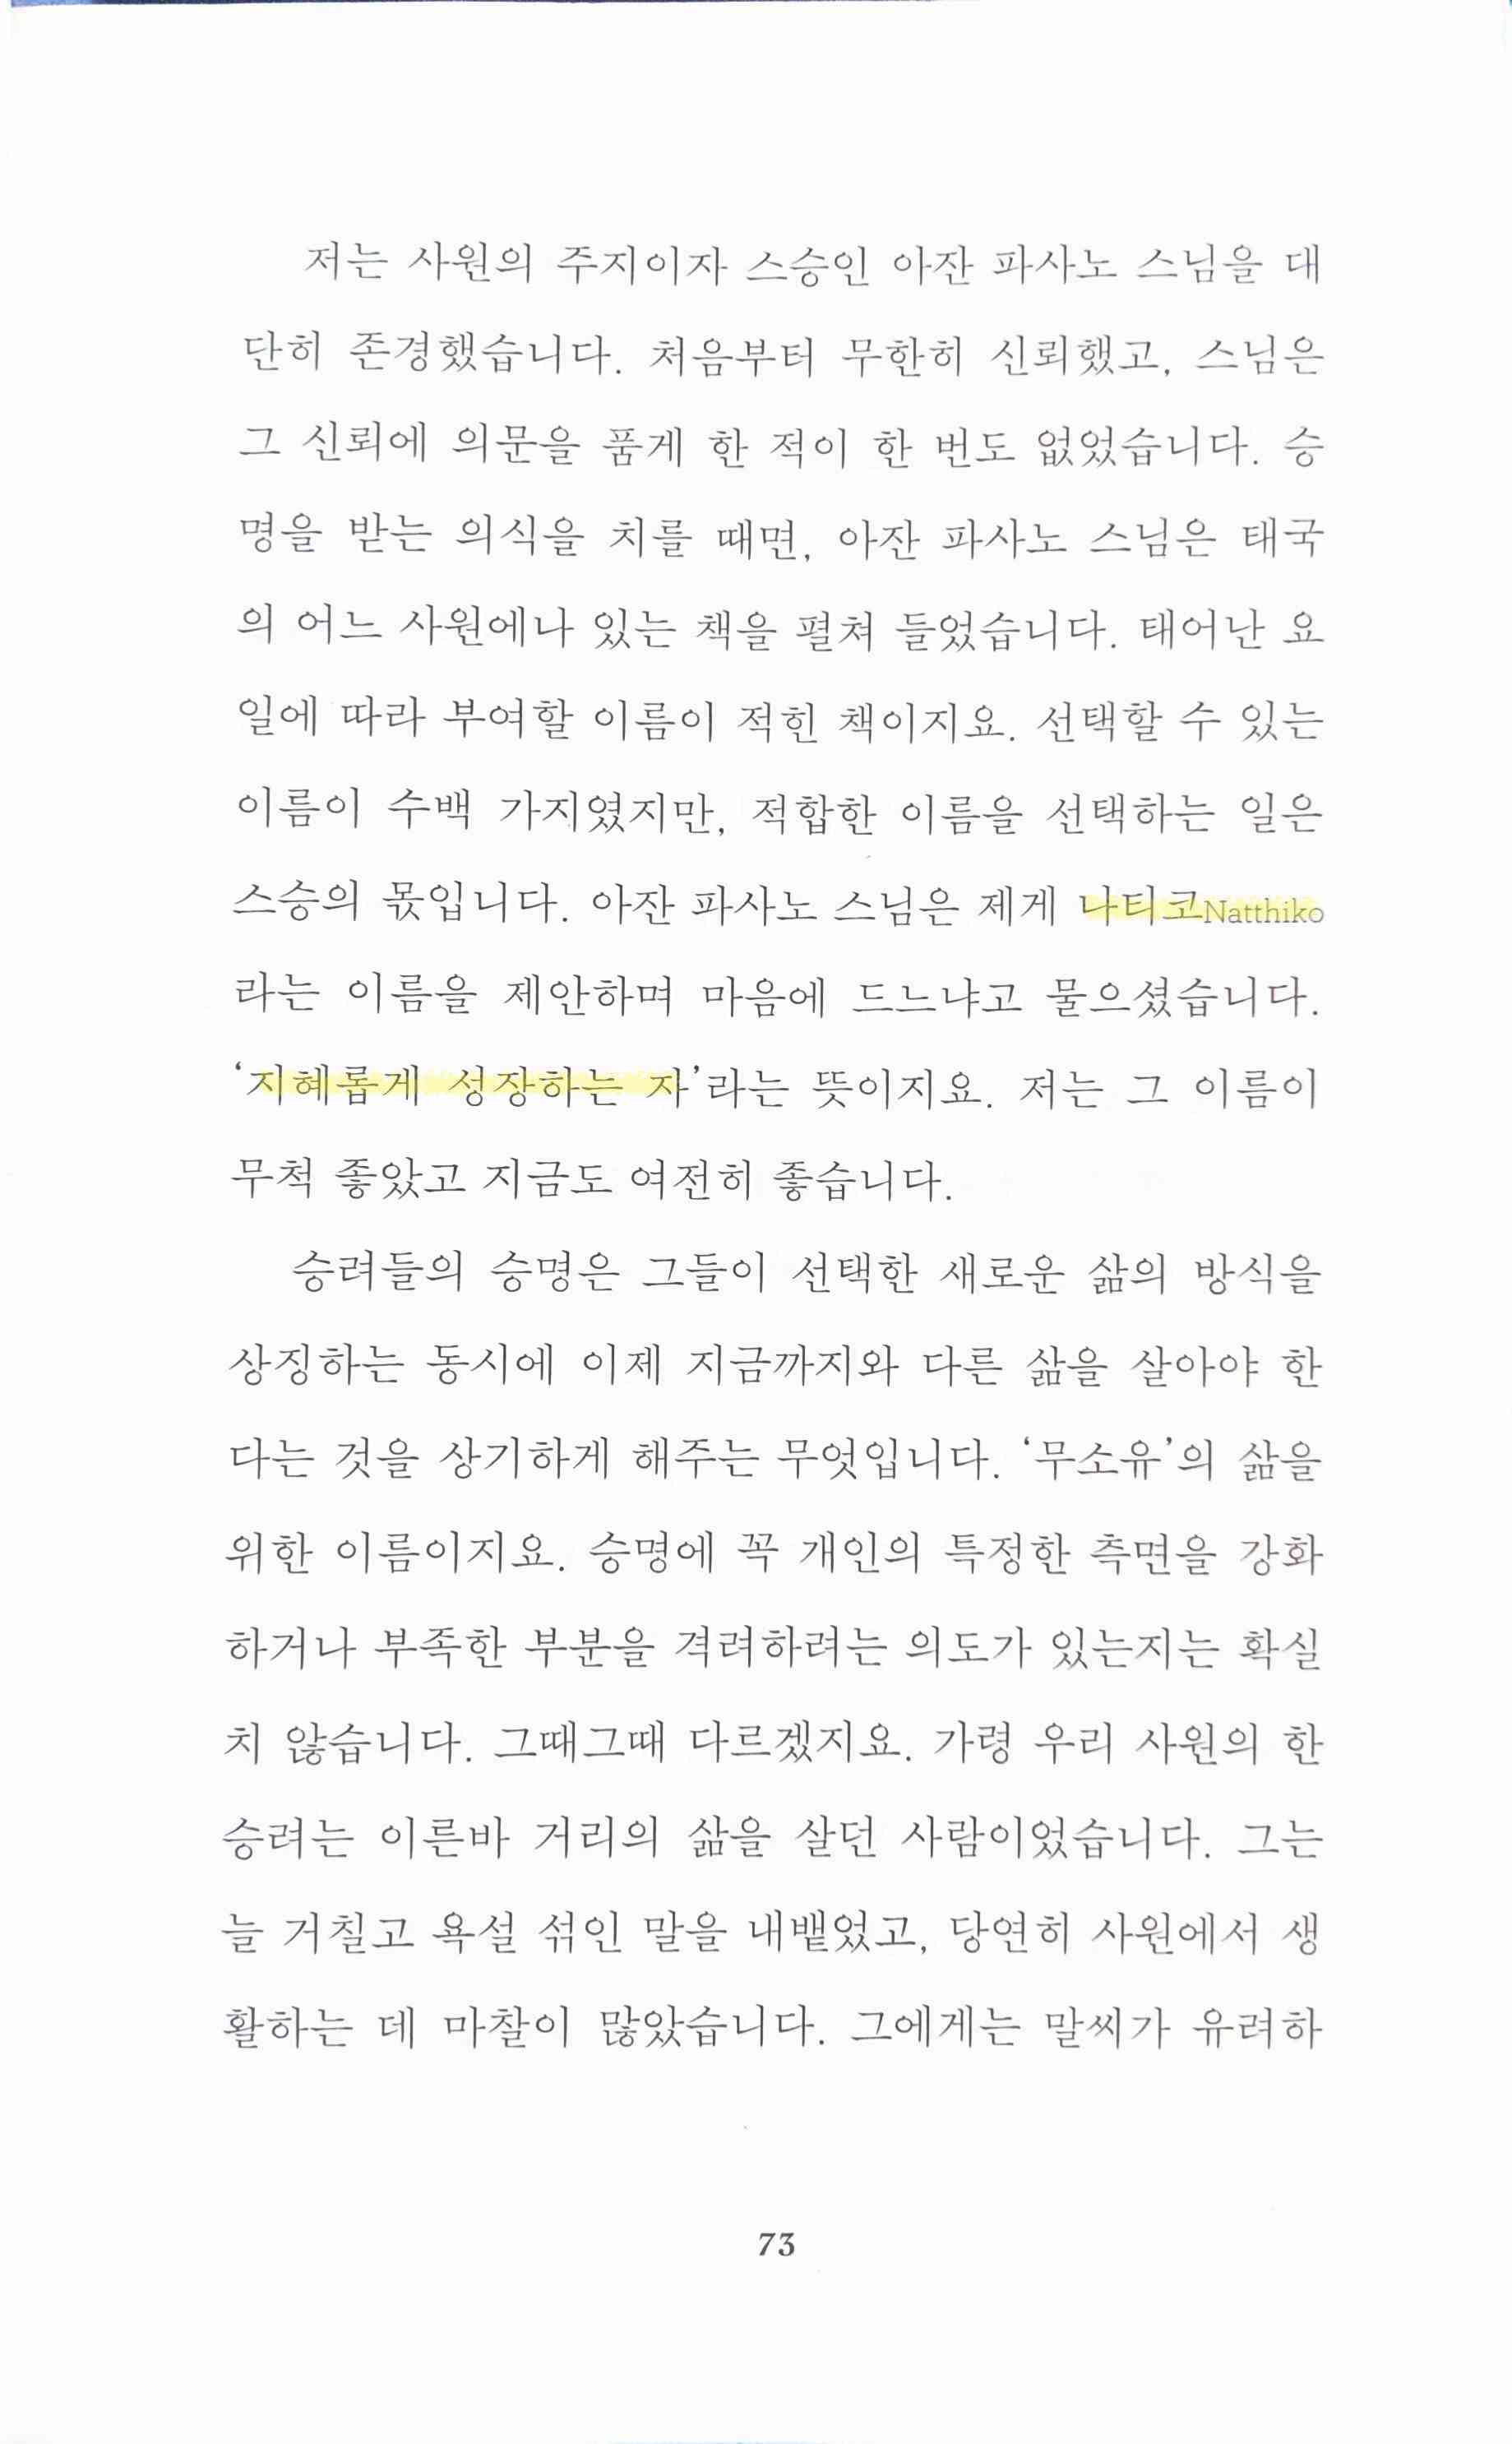 저는 사원의 주지이자 스승인 아잔 파사노 스님을 대
단히 존경했습니다. 처음부터 무한히 신뢰했고, 스님은
그 신뢰에 의문을 품게 한 적이 한 번도 없었습니다. 승
명을 받는 의식을 치를 때면, 아잔 파사노 스님은 태국
의 어느 사원에나 있는 책을 펼쳐 들었습니다. 태어난 요
일에 따라 부여할 이름이 적힌 책이지요. 선택할 수 있는
이름이 수백 가지였지만, 적합한 이름을 선택하는 일은
스승의 몫입니다. 아잔 파사노 스님은 제게 나티코Natthiko
라는 이름을 제안하며 마음에 드느냐고 물으셨습니다.
‘지혜롭게 성장하는 자’라는 뜻이지요. 저는 그 이름이
무척 좋았고 지금도 여전히 좋습니다.
승려들의 승명은 그들이 선택한 새로운 삶의 방식을
상징하는 동시에 이제 지금까지와 다른 삶을 살아야 한
다는 것을 상기하게 해주는 무엇입니다. ‘무소유’의 삶을
위한 이름이지요. 승명에 꼭 개인의 특정한 측면을 강화
하거나 부족한 부분을 격려하려는 의도가 있는지는 확실
치 않습니다. 그때그때 다르겠지요. 가령 우리 사원의 한
승려는 이른바 거리의 삶을 살던 사람이었습니다. 그는
늘 거칠고 욕설 섞인 말을 내뱉었고, 당연히 사원에서 생
활하는 데 마찰이 많았습니다. 그에게는 말씨가 유려하
73